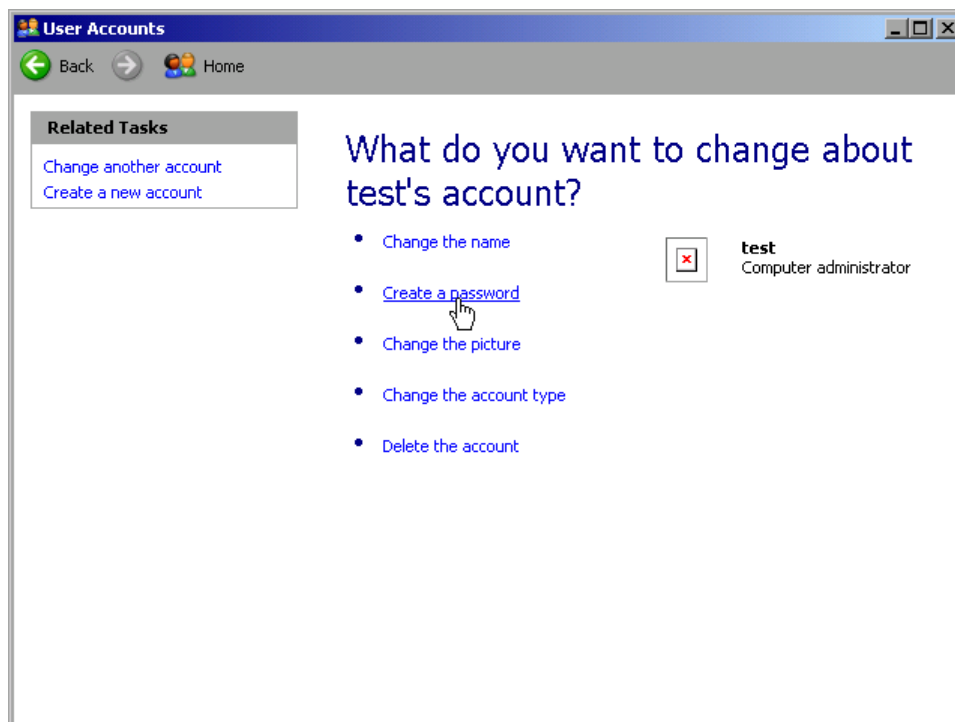 User Accounts
Back Home
Related Tasks
Change another account
Create a new account
What do you want to change about
test's account?
Change the name
Create a password
Change the picture
Change the account type
Delete the account
test
Computer administrator